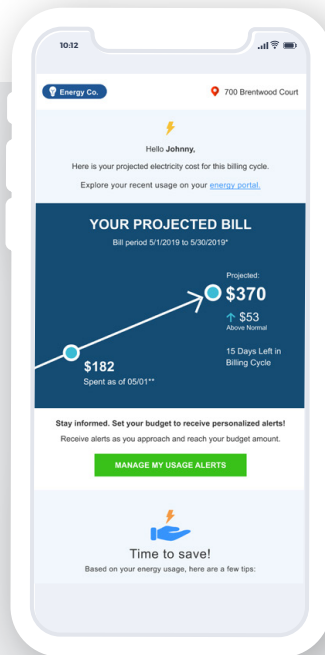 10:12
Energy Co.
700 Brentwood Court
Hello Johnny,
Here is your projected electricity cost for this billing cycle.
Explore your recent usage on your energy portal.
YOUR PROJECTED BILL
Bill period 5/1/2019 to 5/30/2019*
Projected:
$370
$53
Above Normal
15 Days Left in
Billing Cycle
$182
Spent as of 05/01**
Stay informed. Set your budget to receive personalized alerts!
Receive alerts as you approach and reach your budget amount.
MANAGE MY USAGE ALERTS
Time to save!
Based on your energy usage, here are a few tips: